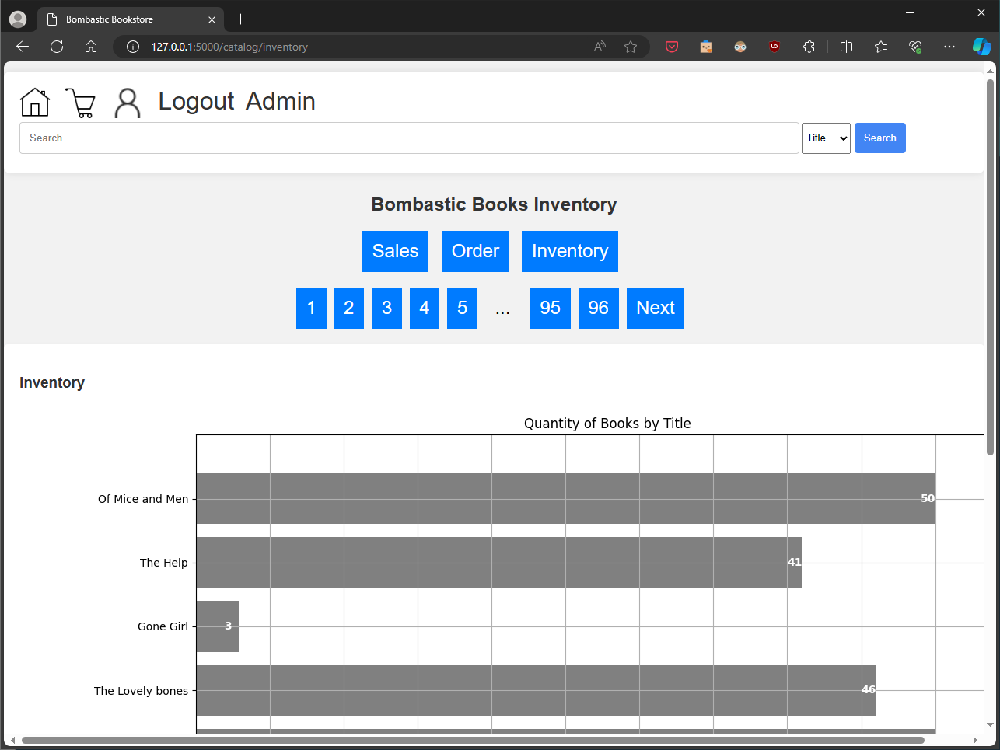 Bombastic Bookstore
127.0.0.1:5000/catalog/inventory
Logout Admin
Search Title Search
Bombastic Books Inventory
Sales Order Inventory
1 2 3 4 5 ... 95 96 Next
Inventory
Quantity of Books by Title
Of Mice and Men 50
The Help 41
Gone Girl 3
The Lovely bones 46